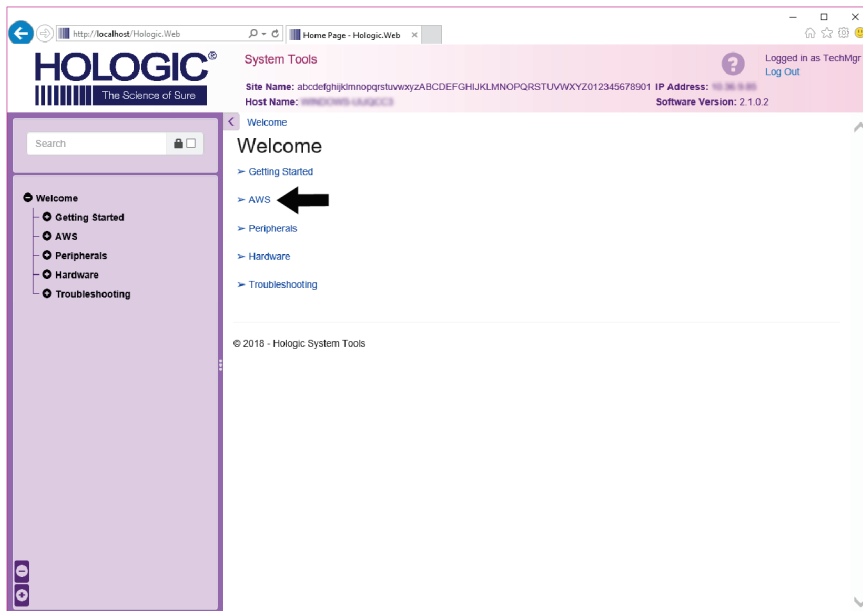 http://localhost/Hologic.Web
Home Page - Hologic.Web
HOLOGIC®
The Science of Sure
System Tools
Logged in as TechMgr
Log Out
Site Name: abcdefghijklmnopqrstuvwxyzABCDEFGHIJKLMNOPQRSTUVWXYZ012345678901 IP Address:
Host Name:
Software Version: 2.1.0.2
Search
Welcome
Getting Started
AWS
Peripherals
Hardware
Troubleshooting
Welcome
Welcome
➢ Getting Started
➢ AWS
➢ Peripherals
➢ Hardware
➢ Troubleshooting
© 2018 - Hologic System Tools